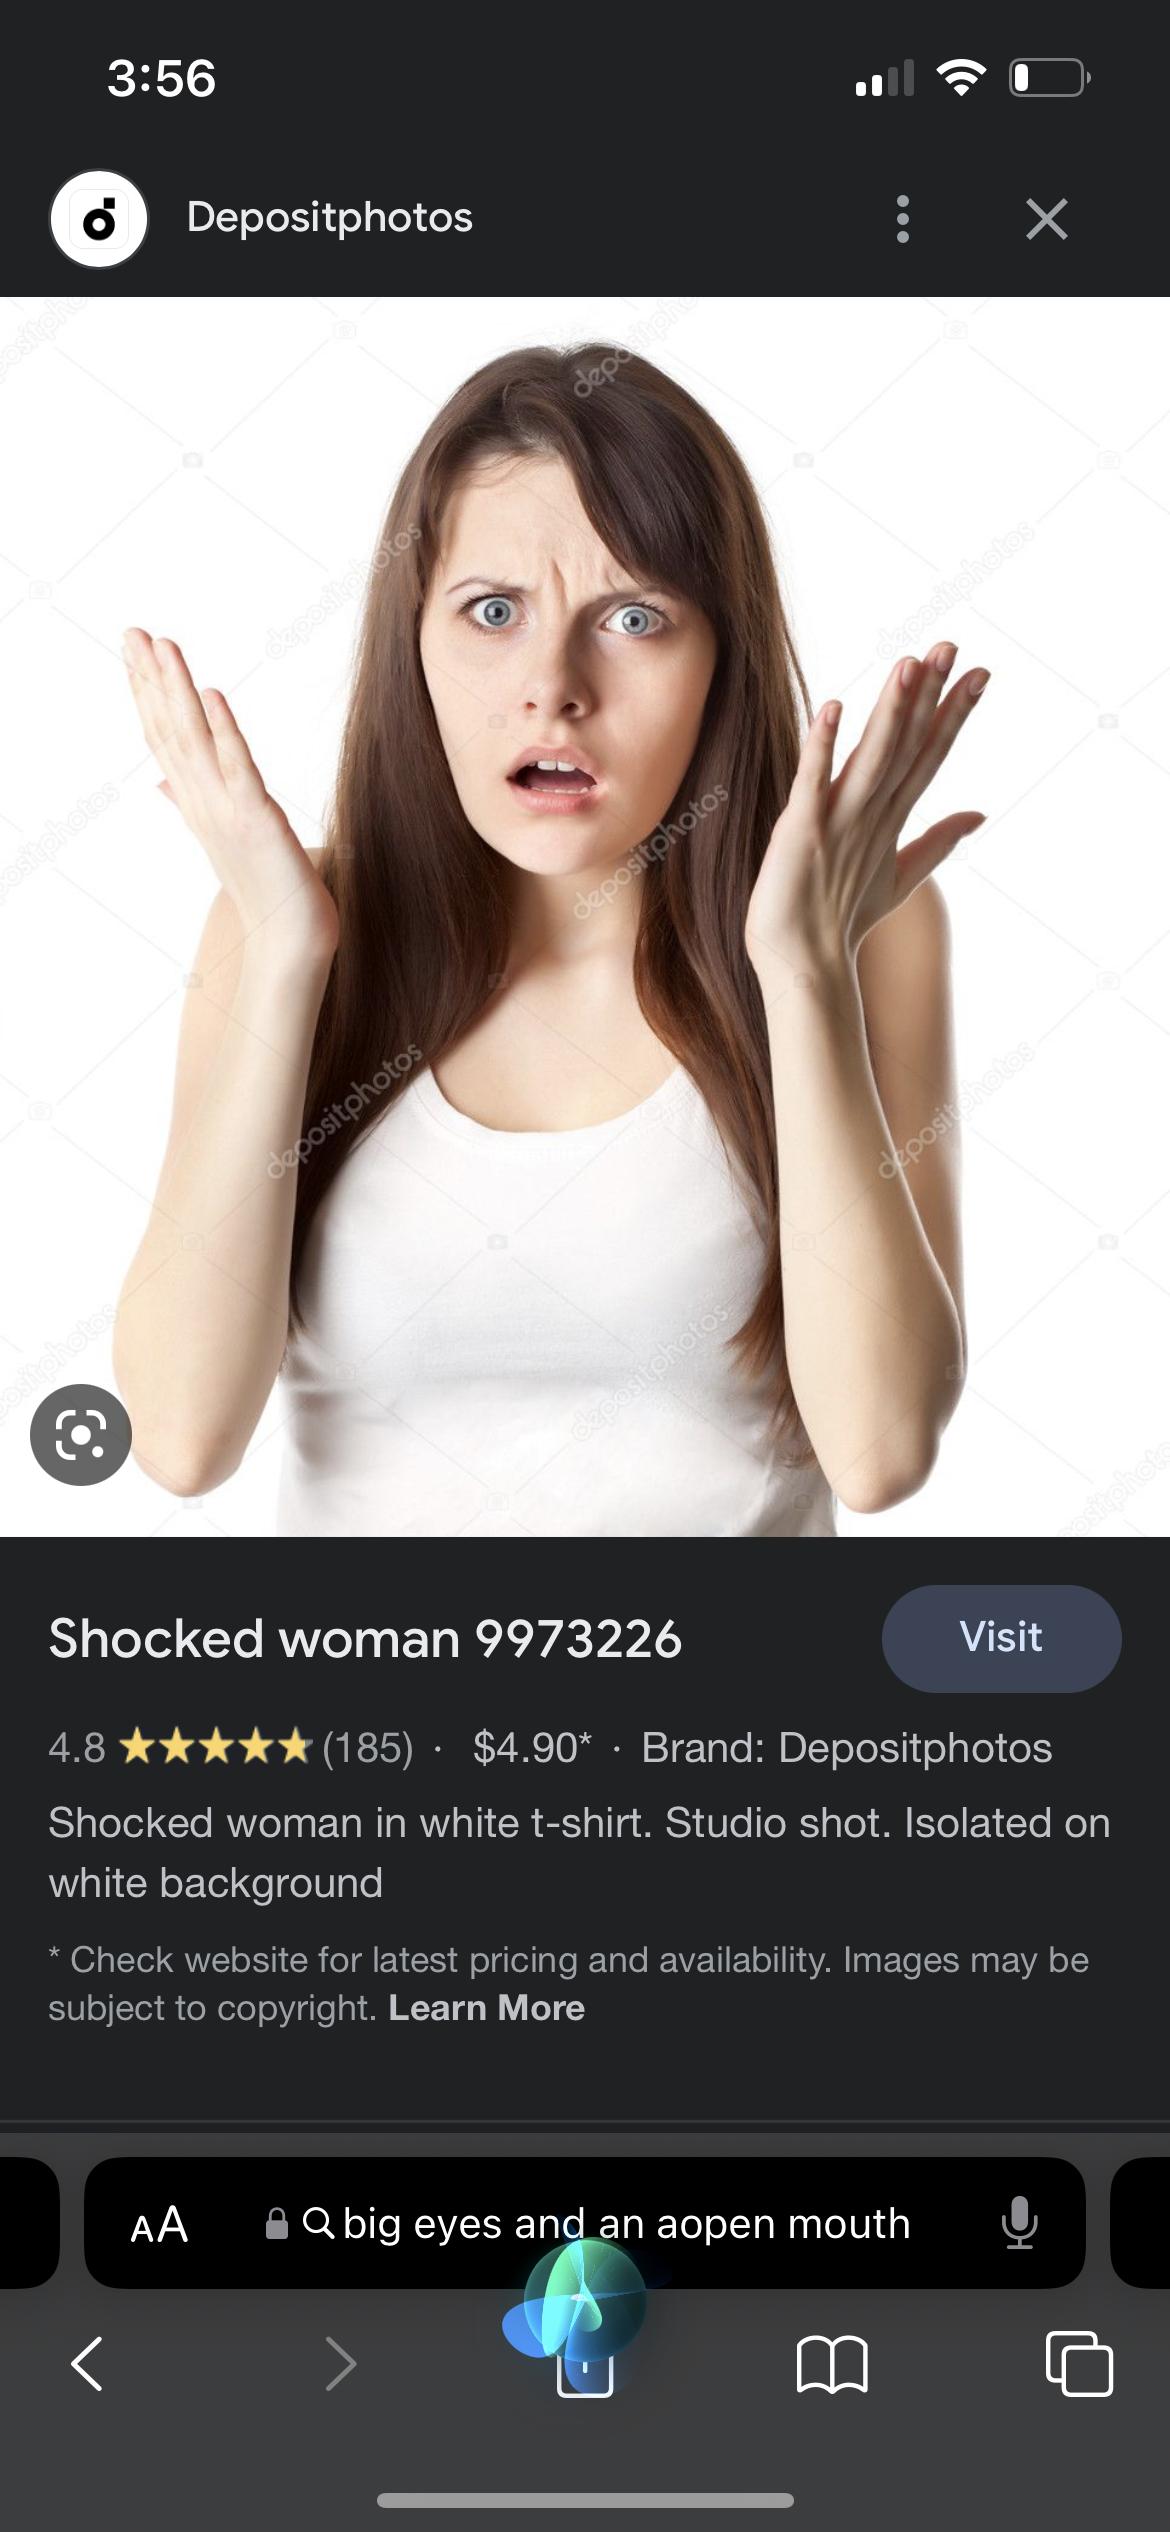 3:56
Depositphotos
depositphotos
depositphotos
depositphotos
depositphotos
depositphotos
depositphotos
depositphotos
depositphotos
Shocked woman 9973226
Visit
4.8 ★★★★★ (185) · $4.90* · Brand: Depositphotos
Shocked woman in white t-shirt. Studio shot. Isolated on
white background
* Check website for latest pricing and availability. Images may be
subject to copyright. Learn More
AA big eyes and an aopen mouth